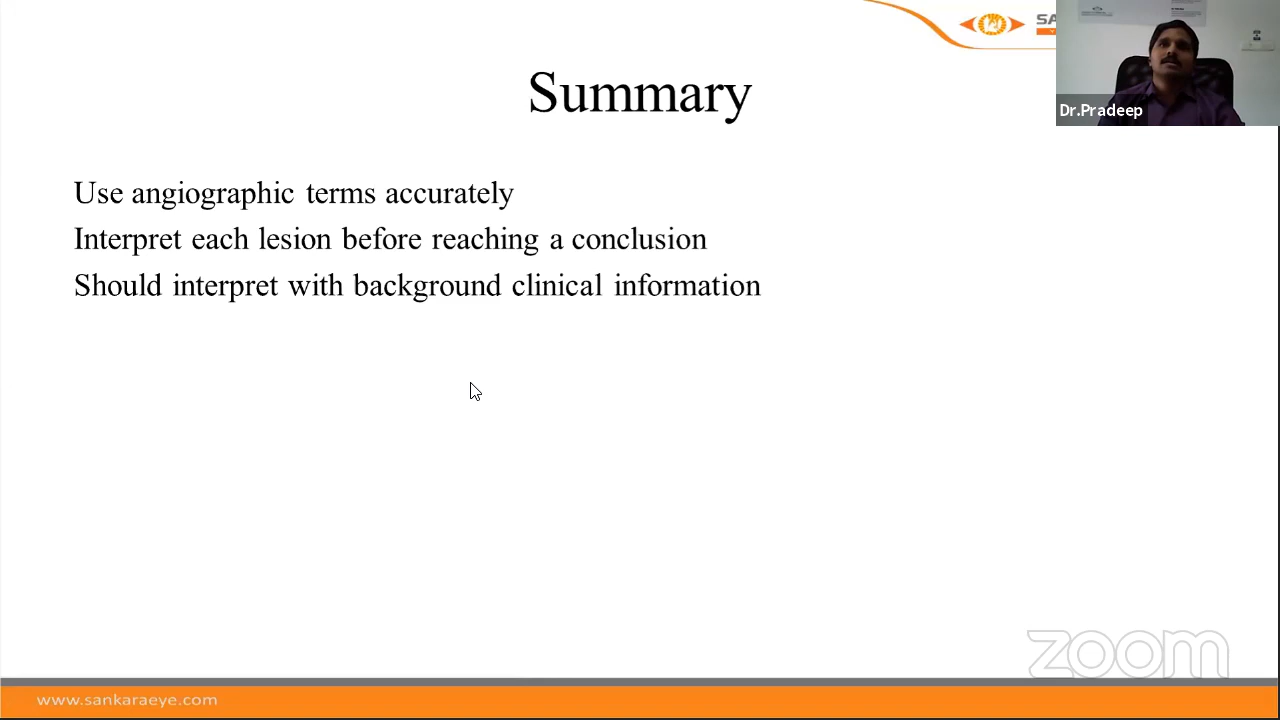 SA
Dr.Pradeep
Summary
Use angiographic terms accurately
Interpret each lesion before reaching a conclusion
Should interpret with background clinical information
zoom
www.sankaraeye.com